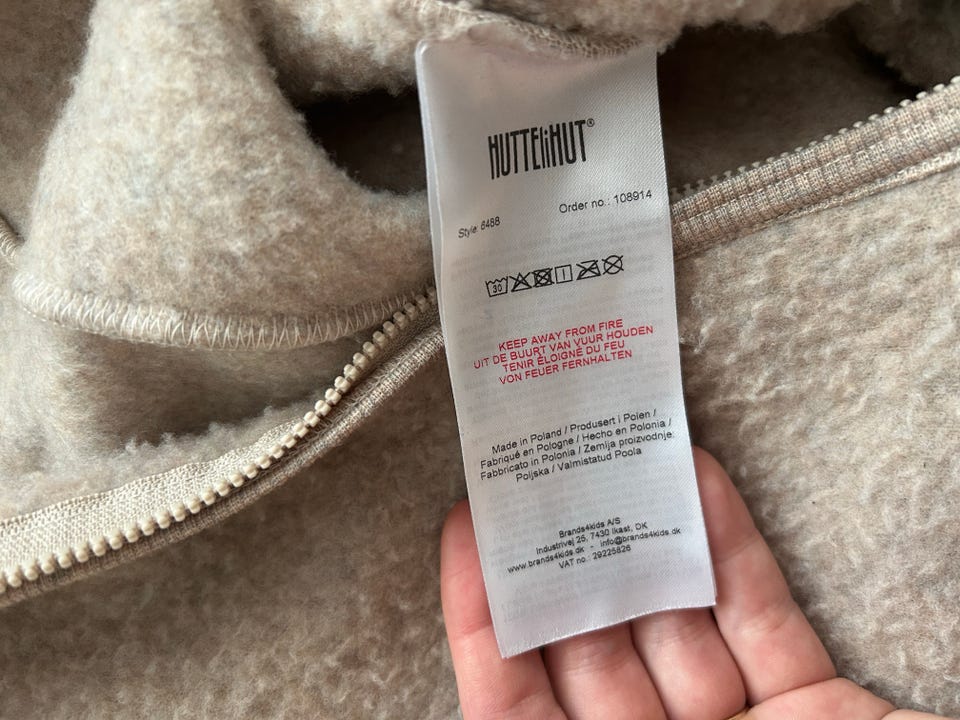 HUTTEliHUT®
Style: 6488 Order no.: 108914
30
KEEP AWAY FROM FIRE
UIT DE BUURT VAN VUUR HOUDEN
TENIR ÉLOIGNÉ DU FEU
VON FEUER FERNHALTEN
Made in Poland / Produsert i Polen /
Fabriqué en Pologne / Hecho en Polonia /
Fabbricato in Polonia / Zemlja proizvodnje:
Poljska / Valmistatud Poola
Brands4kids A/S
Industrivej 25, 7430 Ikast, DK
www.brands4kids.dk - info@brands4kids.dk
VAT no.: 29225826